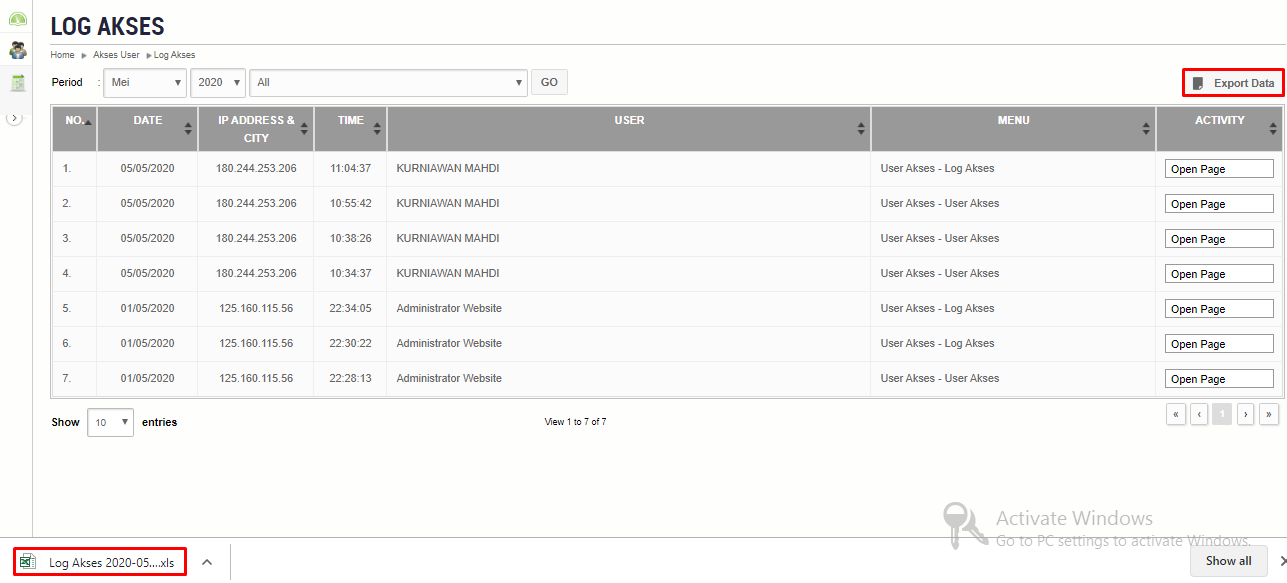 LOG AKSES
Home ▸ Akses User ▸ Log Akses
Period : Mei 2020 All GO Export Data
NO. DATE IP ADDRESS & CITY TIME USER MENU ACTIVITY
1. 05/05/2020 180.244.253.206 11:04:37 KURNIAWAN MAHDI User Akses - Log Akses Open Page
2. 05/05/2020 180.244.253.206 10:55:42 KURNIAWAN MAHDI User Akses - User Akses Open Page
3. 05/05/2020 180.244.253.206 10:38:26 KURNIAWAN MAHDI User Akses - User Akses Open Page
4. 05/05/2020 180.244.253.206 10:34:37 KURNIAWAN MAHDI User Akses - User Akses Open Page
5. 01/05/2020 125.160.115.56 22:34:05 Administrator Website User Akses - Log Akses Open Page
6. 01/05/2020 125.160.115.56 22:30:22 Administrator Website User Akses - Log Akses Open Page
7. 01/05/2020 125.160.115.56 22:28:13 Administrator Website User Akses - User Akses Open Page
Show 10 entries View 1 to 7 of 7 « ‹ 1 › »
Activate Windows
Go to PC settings to activate Windows.
Log Akses 2020-05....xls Show all